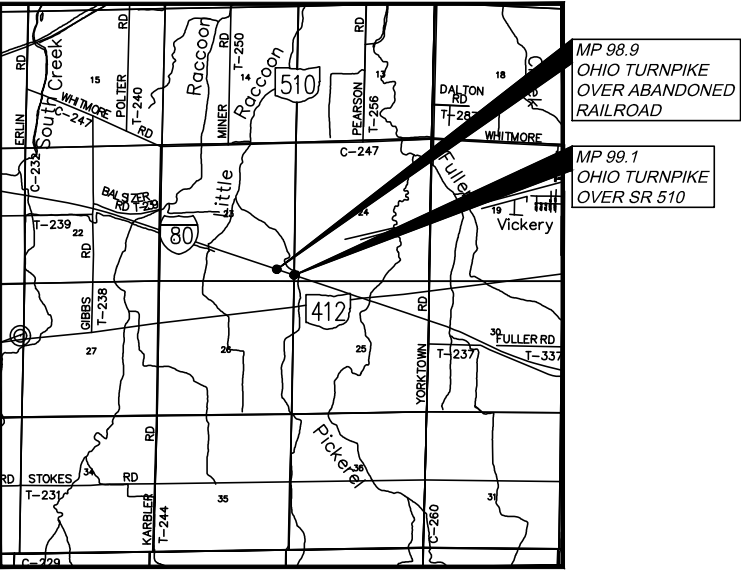 MP 98.9
OHIO TURNPIKE
OVER ABANDONED
RAILROAD
MP 99.1
OHIO TURNPIKE
OVER SR 510
RD
ERLIN
C-232
South Creek
15
WHITMORE
C-247
RD
RD
POLTER
T-240
Raccoon
RD
MINER
T-250
14
Raccoon
Little
510
RD
PEARSON
T-256
13
18
Creek
DALTON
RD
T-287
WHITMORE
C-247
Fuller
BALSIZER
RD T-239
T-239
22
23
24
19
Vickery
80
RD
GIBBS
T-238
412
RD
YORKTOWN
30
FULLER RD
T-237
T-337
27
26
25
RD
KARBLER
T-244
Pickerel
36
RD
STOKES
34
RD
T-231
35
31
C-260
C-229